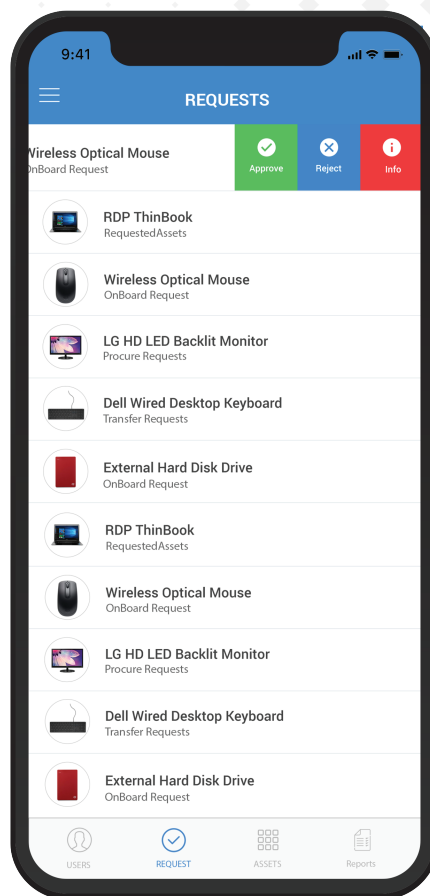 9:41
REQUESTS
Wireless Optical Mouse
OnBoard Request
Approve
Reject
Info
RDP ThinBook
RequestedAssets
Wireless Optical Mouse
OnBoard Request
LG HD LED Backlit Monitor
Procure Requests
Dell Wired Desktop Keyboard
Transfer Requests
External Hard Disk Drive
OnBoard Request
RDP ThinBook
RequestedAssets
Wireless Optical Mouse
OnBoard Request
LG HD LED Backlit Monitor
Procure Requests
Dell Wired Desktop Keyboard
Transfer Requests
External Hard Disk Drive
OnBoard Request
USERS
REQUEST
ASSETS
Reports